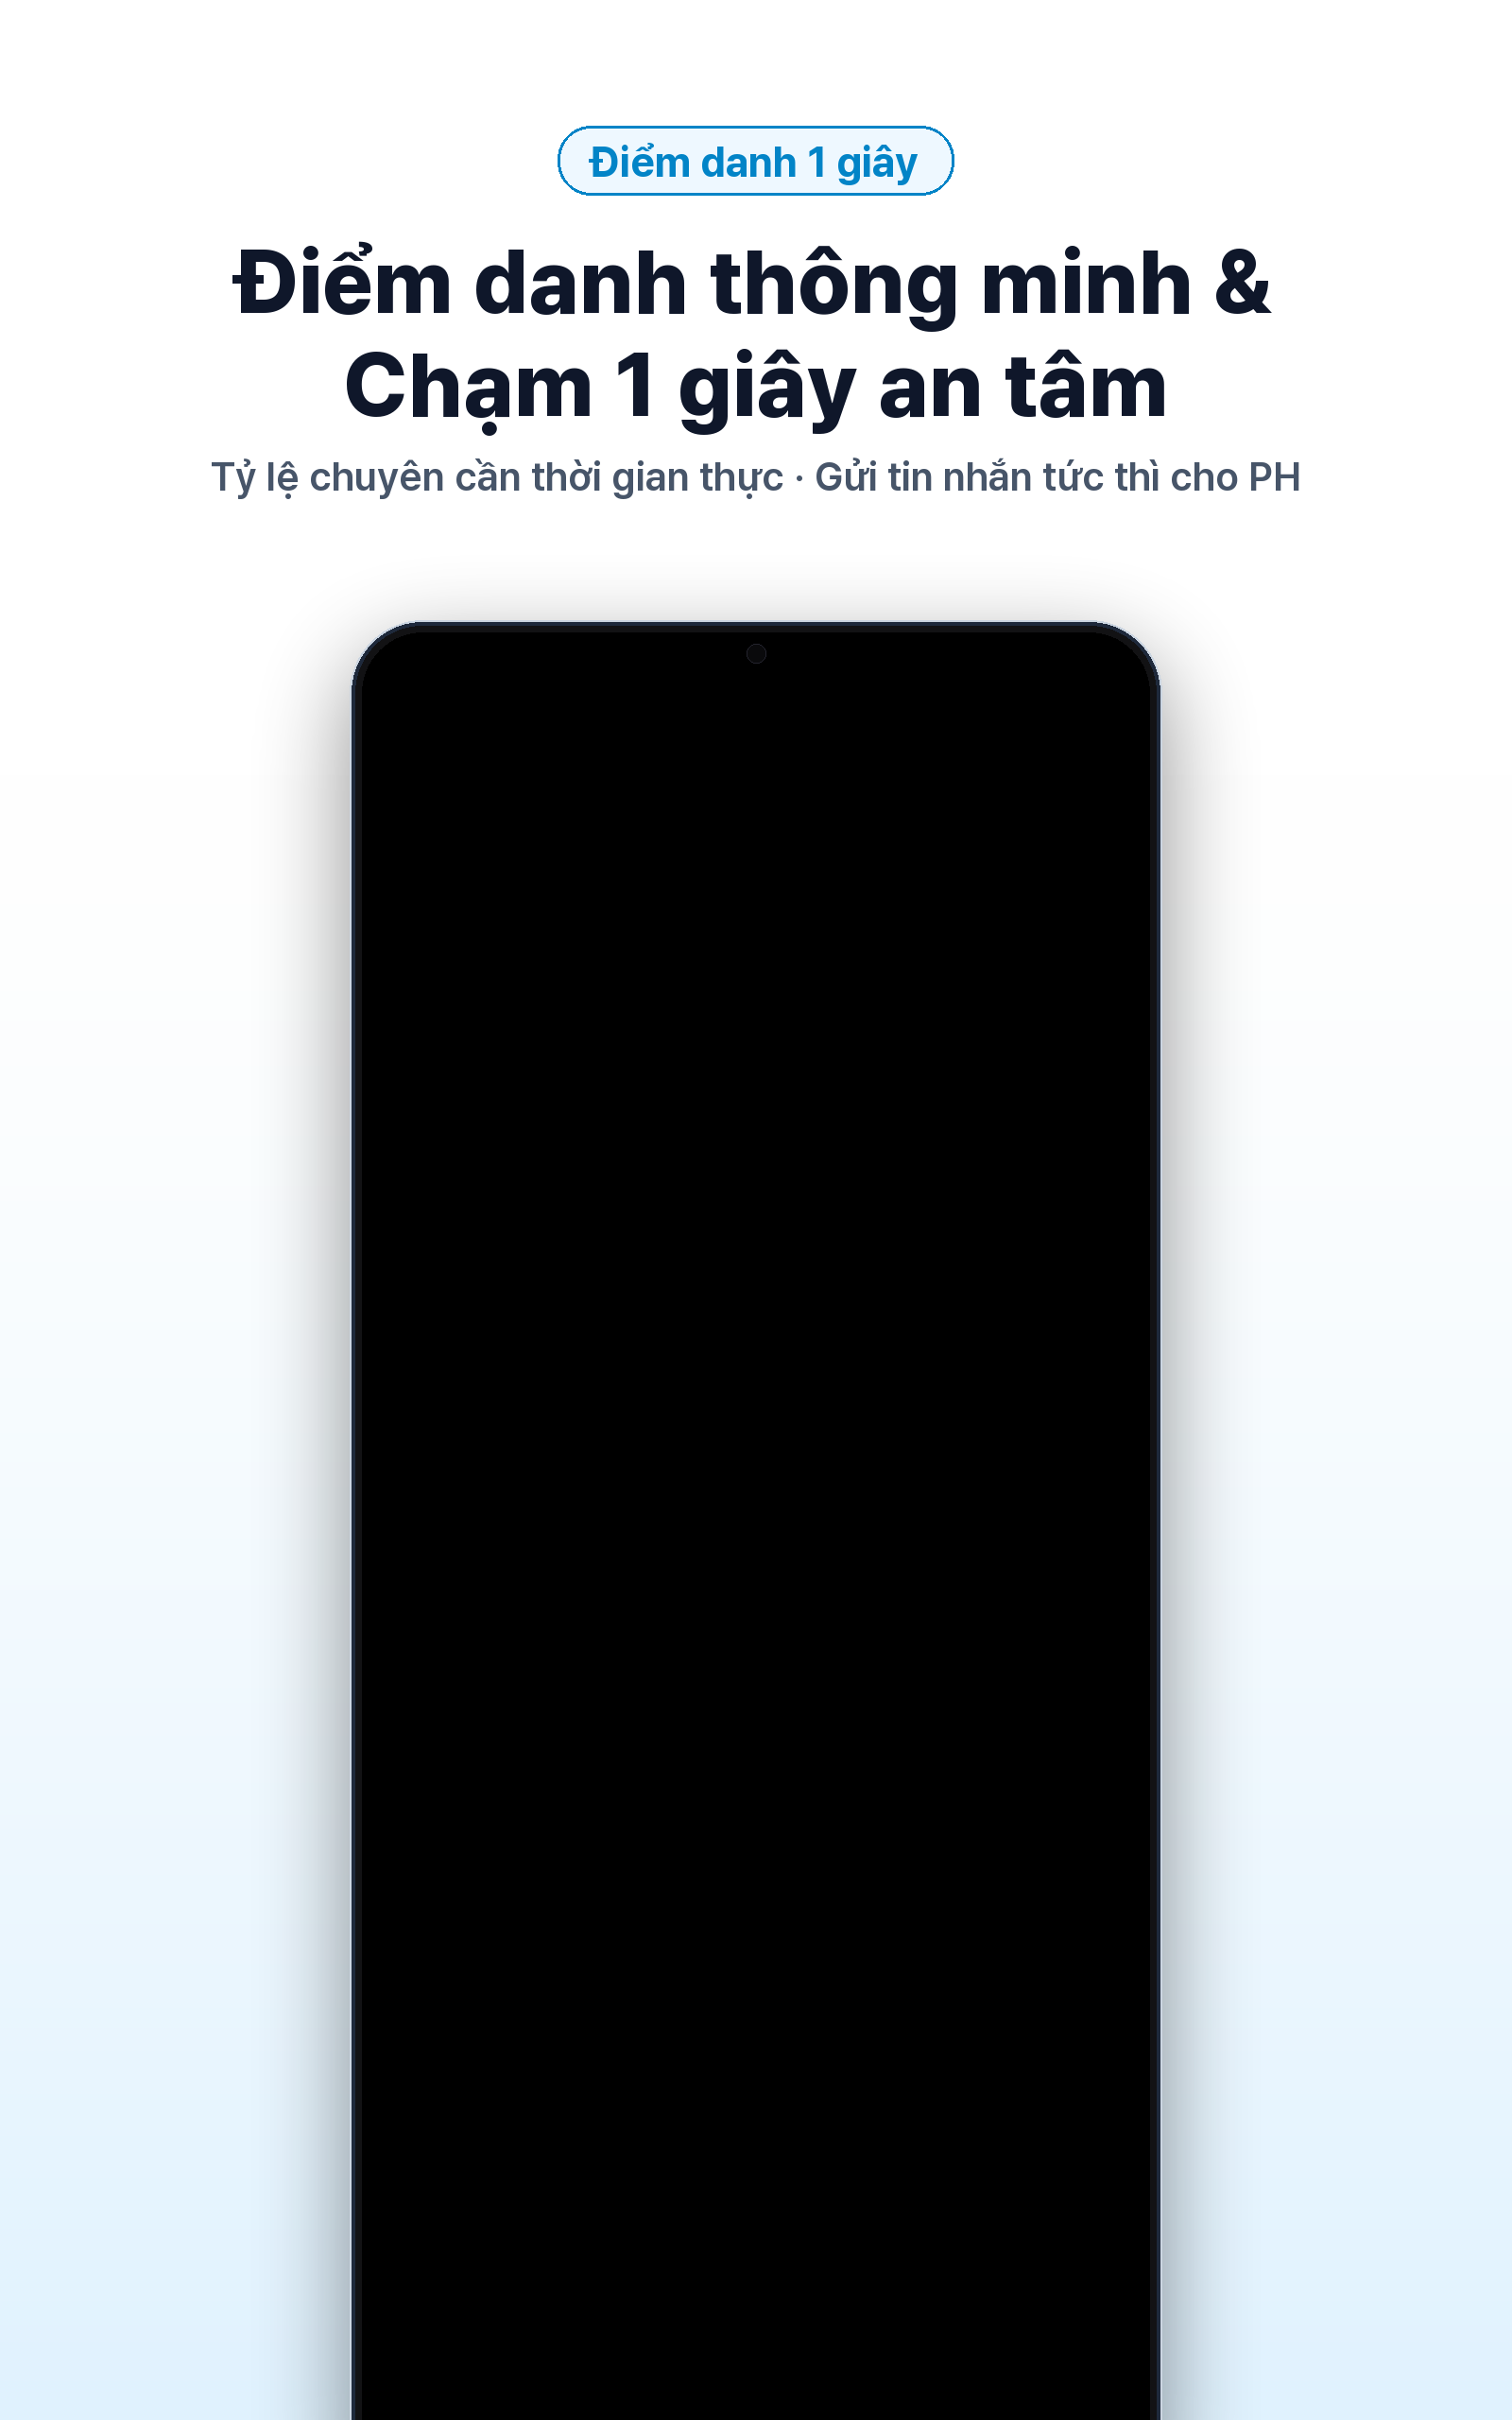 Điểm danh 1 giây
Điểm danh thông minh &
Chạm 1 giây an tâm
Tỷ lệ chuyên cần thời gian thực · Gửi tin nhắn tức thì cho PH